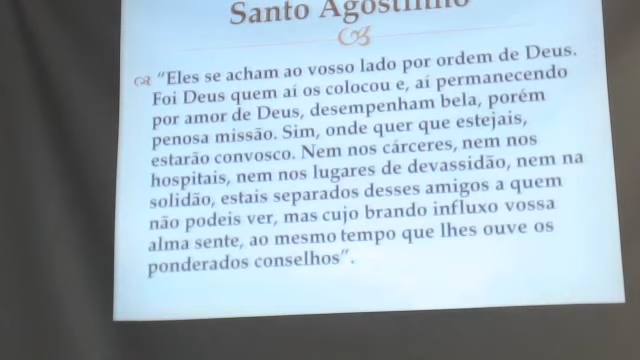 Santo Agostinho
“Eles se acham ao vosso lado por ordem de Deus.
Foi Deus quem aí os colocou e, aí permanecendo
por amor de Deus, desempenham bela, porém
penosa missão. Sim, onde quer que estejais,
estarão convosco. Nem nos cárceres, nem nos
hospitais, nem nos lugares de devassidão, nem na
solidão, estais separados desses amigos a quem
não podeis ver, mas cujo brando influxo vossa
alma sente, ao mesmo tempo que lhes ouve os
ponderados conselhos”.